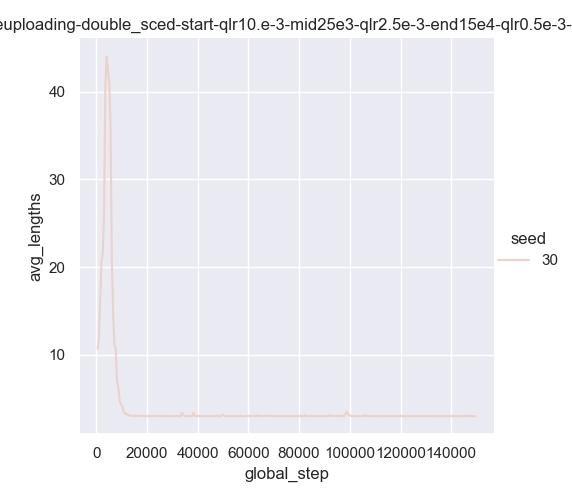 euploading-double_sced-start-qlr10.e-3-mid25e3-qlr2.5e-3-end15e4-qlr0.5e-3-
40
30
20
10
avg_lengths
0 20000 40000 60000 80000 100000 120000 140000
global_step
seed
30